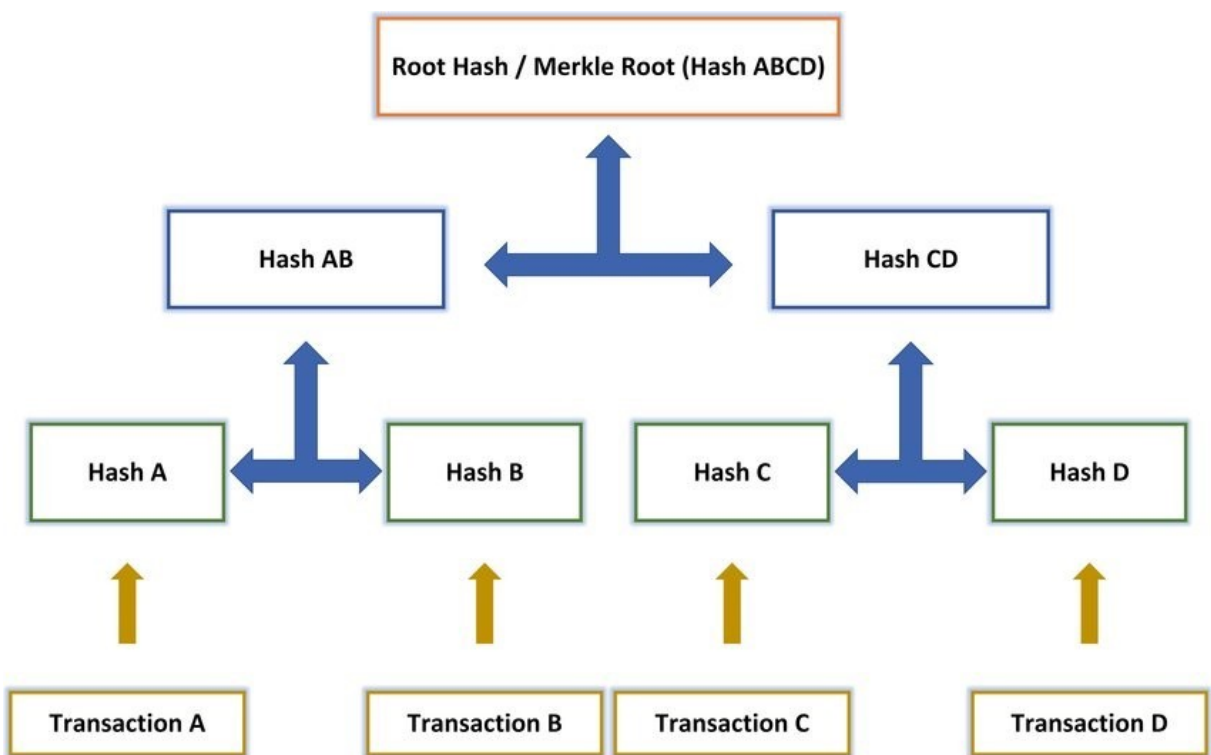 Root Hash / Merkle Root (Hash ABCD)
Hash AB
Hash CD
Hash A
Hash B
Hash C
Hash D
Transaction A
Transaction B
Transaction C
Transaction D